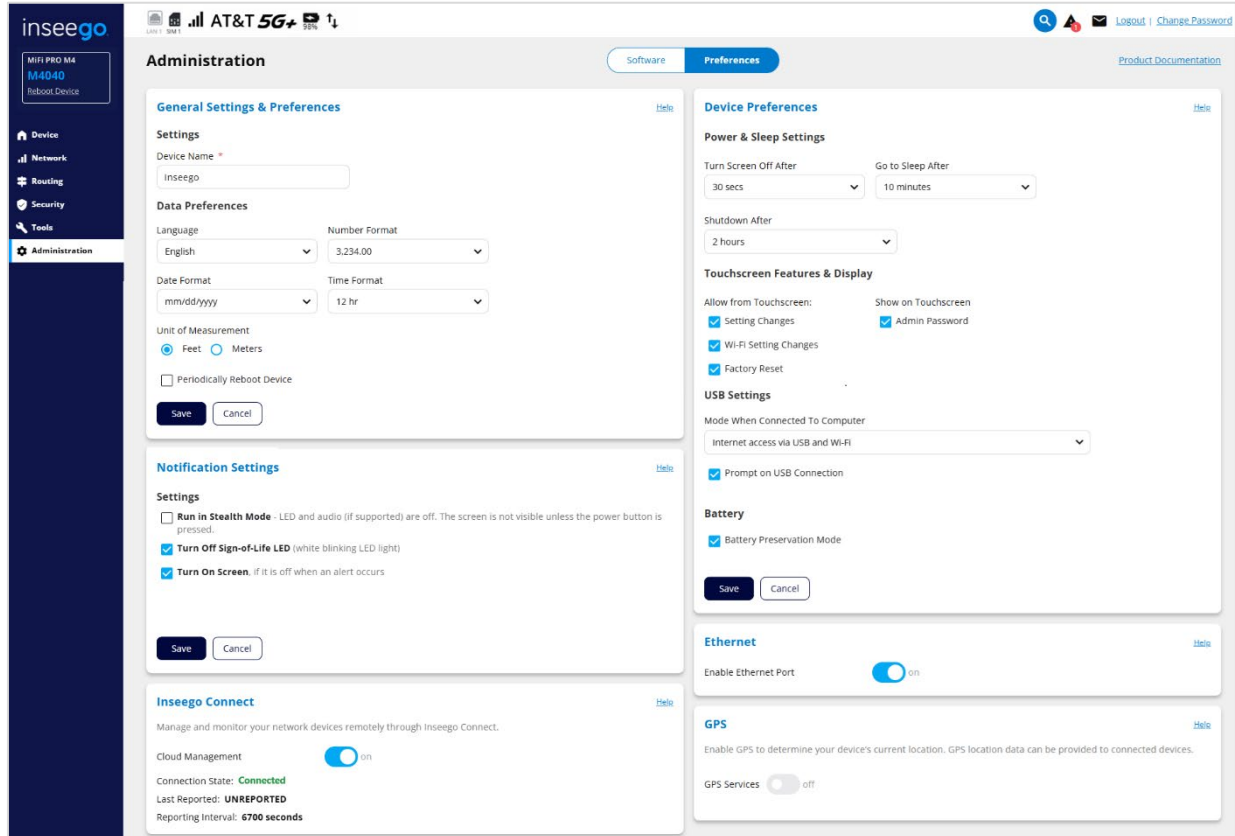 inseego
MIFI PRO M4
M4040
Reboot Device
Device
Network
Routing
Security
Tools
Administration
LAN 1 SIM 1 AT&T 5G+ 98%
Logout | Change Password
Administration
Software Preferences
Product Documentation
General Settings & Preferences Help
Settings
Device Name *
Inseego
Data Preferences
Language Number Format
English 3,234.00
Date Format Time Format
mm/dd/yyyy 12 hr
Unit of Measurement
Feet Meters
Periodically Reboot Device
Save Cancel
Notification Settings Help
Settings
Run in Stealth Mode - LED and audio (if supported) are off. The screen is not visible unless the power button is
pressed.
Turn Off Sign-of-Life LED (white blinking LED light)
Turn On Screen, if it is off when an alert occurs
Save Cancel
Inseego Connect Help
Manage and monitor your network devices remotely through Inseego Connect.
Cloud Management on
Connection State: Connected
Last Reported: UNREPORTED
Reporting Interval: 6700 seconds
Device Preferences Help
Power & Sleep Settings
Turn Screen Off After Go to Sleep After
30 secs 10 minutes
Shutdown After
2 hours
Touchscreen Features & Display
Allow from Touchscreen: Show on Touchscreen
Setting Changes Admin Password
Wi-Fi Setting Changes
Factory Reset
USB Settings
Mode When Connected To Computer
Internet access via USB and Wi-Fi
Prompt on USB Connection
Battery
Battery Preservation Mode
Save Cancel
Ethernet Help
Enable Ethernet Port on
GPS Help
Enable GPS to determine your device's current location. GPS location data can be provided to connected devices.
GPS Services off